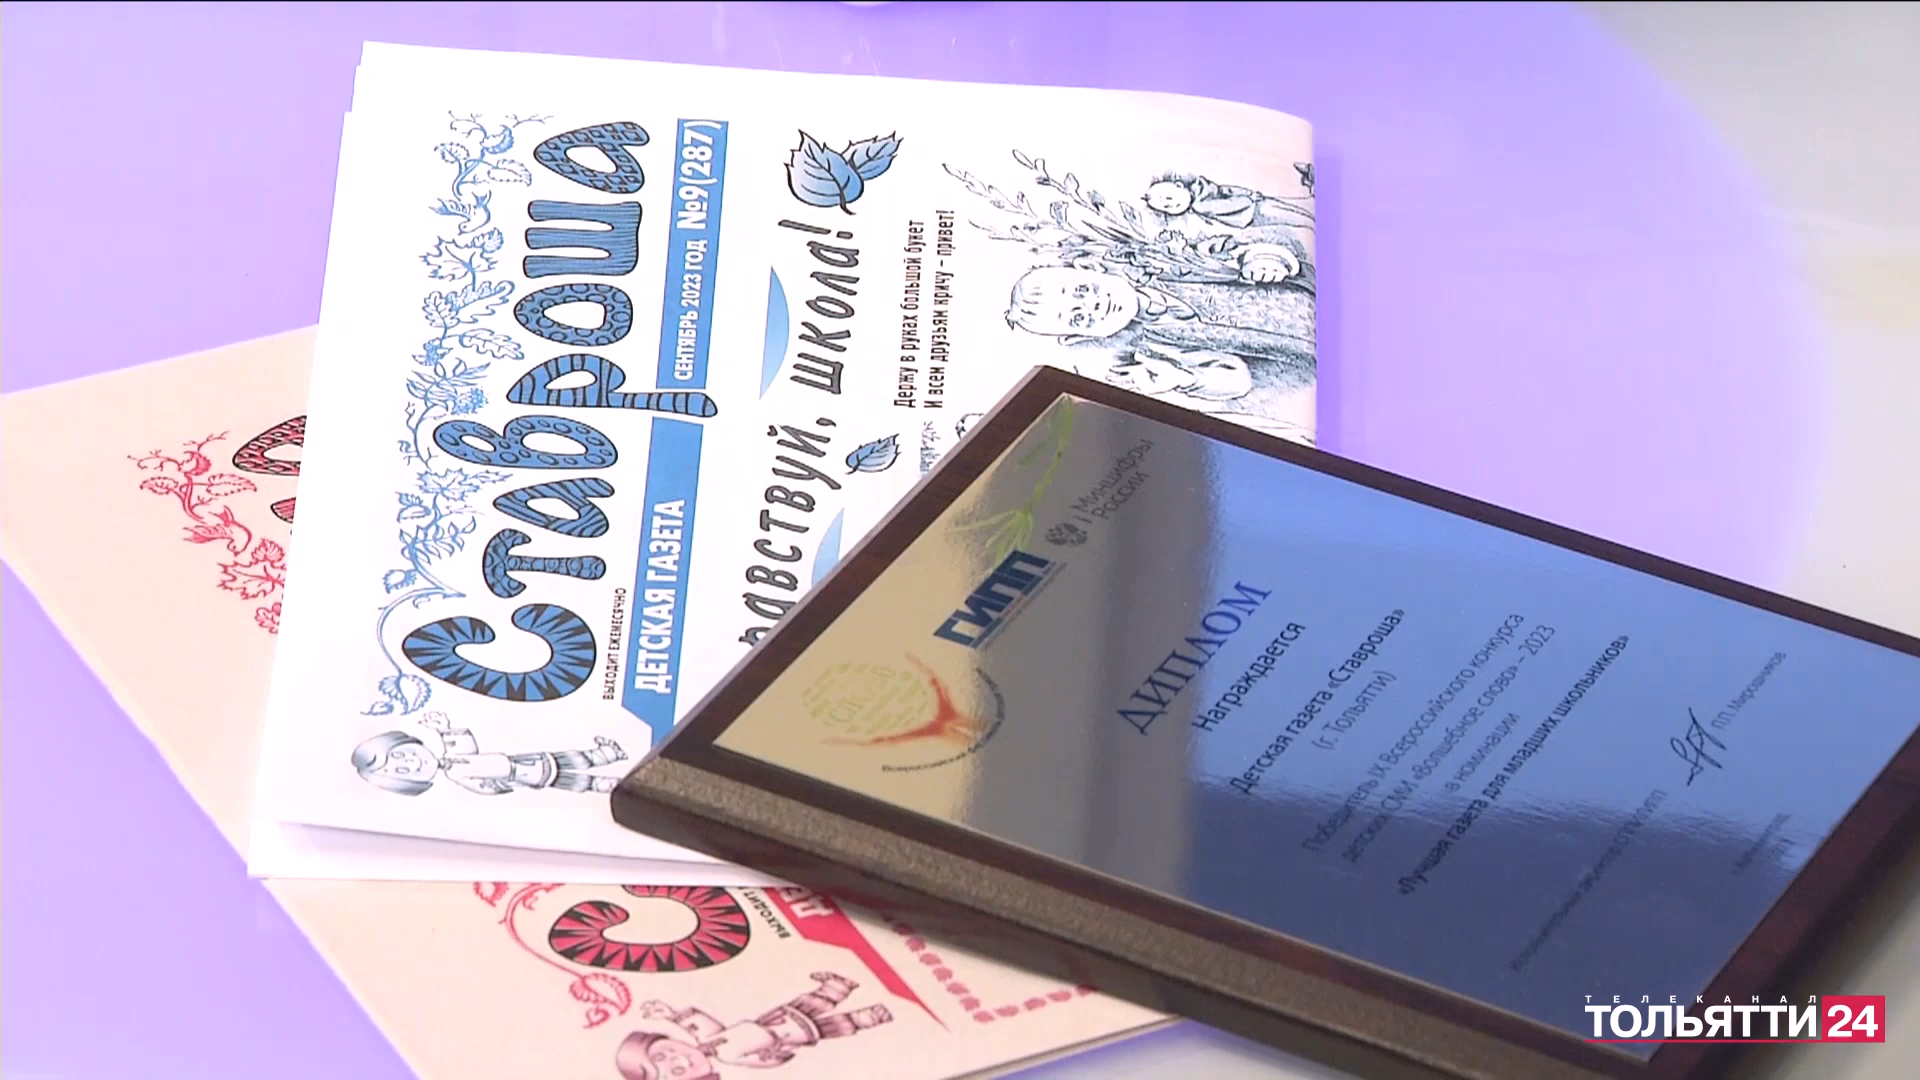 Ставроша
ВЫХОДИТ ЕЖЕМЕСЯЧНО
ДЕТСКАЯ ГАЗЕТА
СЕНТЯБРЬ 2023 ГОД №9(287)
равствуй, школа!
Держу в руках большой букет
И всем друзьям кричу – привет!
ГИПП
Минцифры
России
ДИПЛОМ
Награждается
Детская газета «Ставроша»
(г. Тольятти)
Победитель IX Всероссийского конкурса
детских СМИ «Волшебное слово» – 2023
в номинации
«Лучшая газета для младших школьников»
П.П. Мирошников
С
ВЫХОДИТ
ТЕЛЕКАНАЛ
ТОЛЬЯТТИ 24